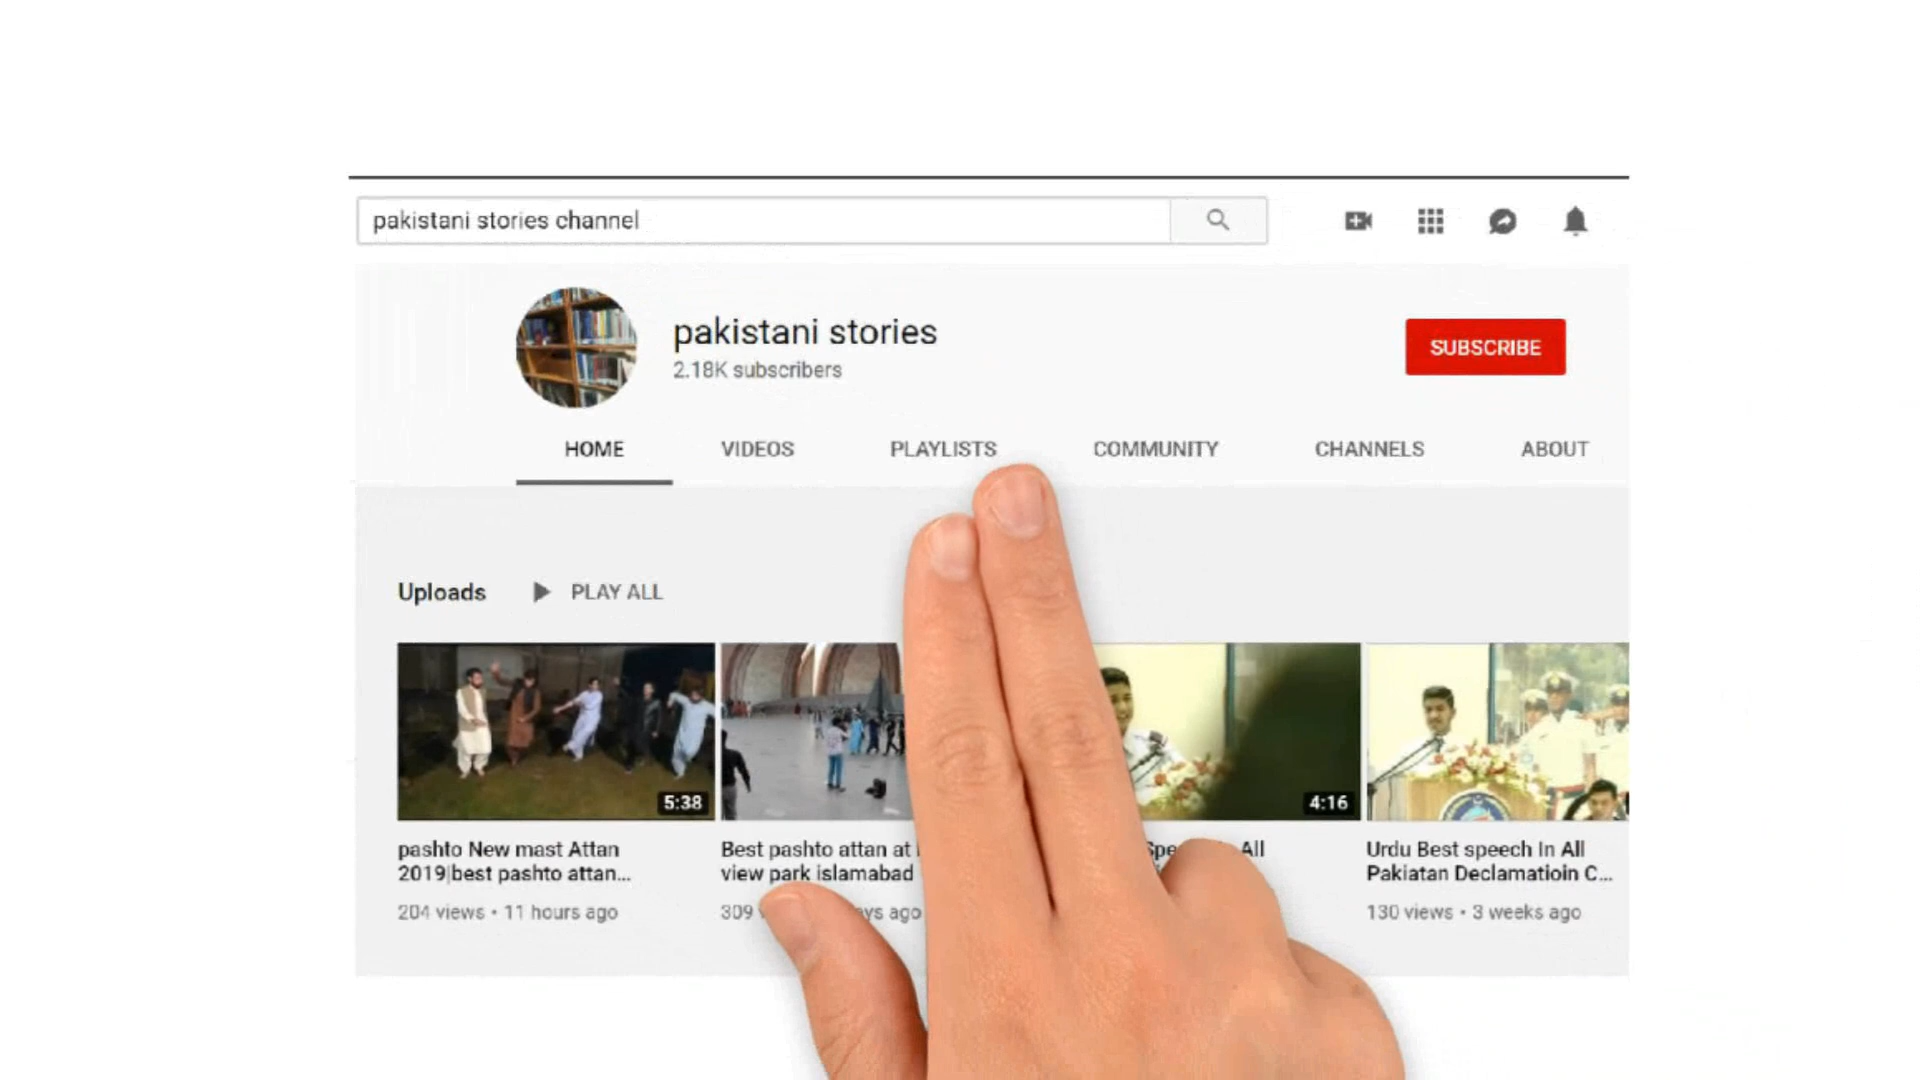 pakistani stories channel
pakistani stories
2.18K subscribers
SUBSCRIBE
HOME VIDEOS PLAYLISTS COMMUNITY CHANNELS ABOUT
Uploads PLAY ALL
5:38
4:16
pashto New mast Attan
2019|best pashto attan...
204 views • 11 hours ago
Best pashto attan at
view park islamabad
309
ago
All
Urdu Best speech In All
Pakiatan Declamatioin C...
130 views • 3 weeks ago